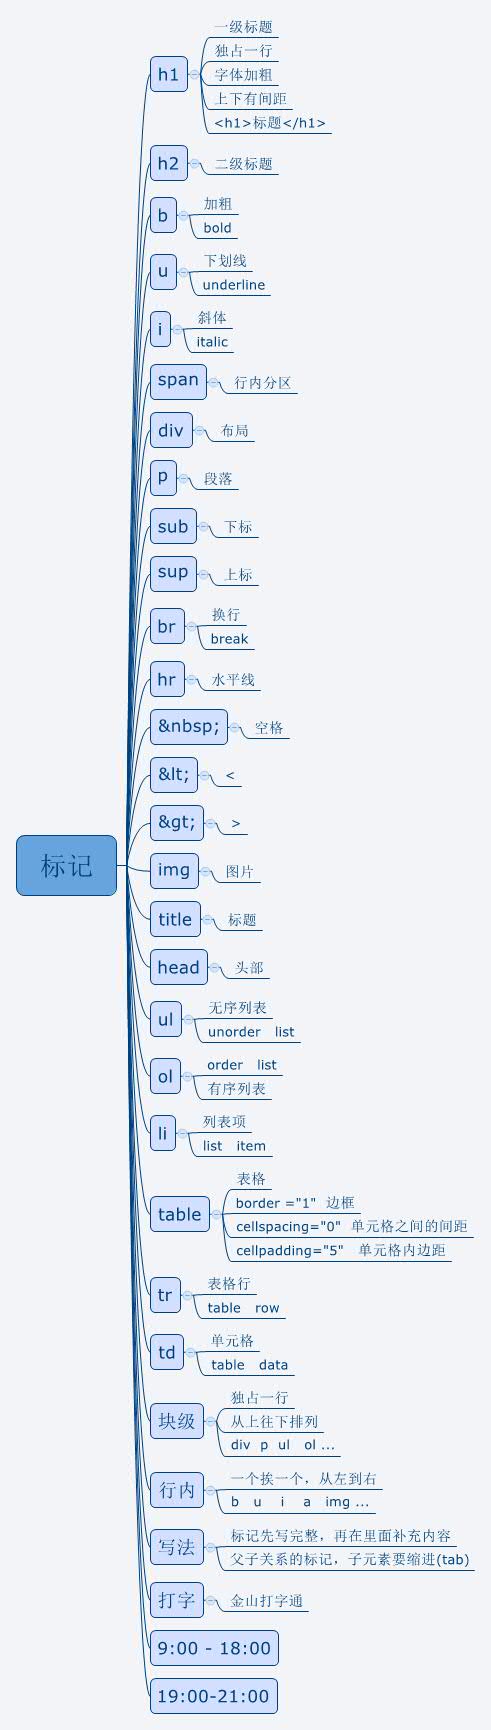 标记
h1
一级标题
独占一行
字体加粗
上下有间距
<h1>标题</h1>
h2
二级标题
b
加粗
bold
u
下划线
underline
i
斜体
italic
span
行内分区
div
布局
p
段落
sub
下标
sup
上标
br
换行
break
hr
水平线
&nbsp;
空格
&lt;
<
&gt;
>
img
图片
title
标题
head
头部
ul
无序列表
unorder list
ol
order list
有序列表
li
列表项
list item
table
表格
border ="1" 边框
cellspacing="0" 单元格之间的间距
cellpadding="5" 单元格内边距
tr
表格行
table row
td
单元格
table data
块级
独占一行
从上往下排列
div p ul ol ...
行内
一个挨一个，从左到右
b u i a img ...
写法
标记先写完整，再在里面补充内容
父子关系的标记，子元素要缩进(tab)
打字
金山打字通
9:00 - 18:00
19:00-21:00